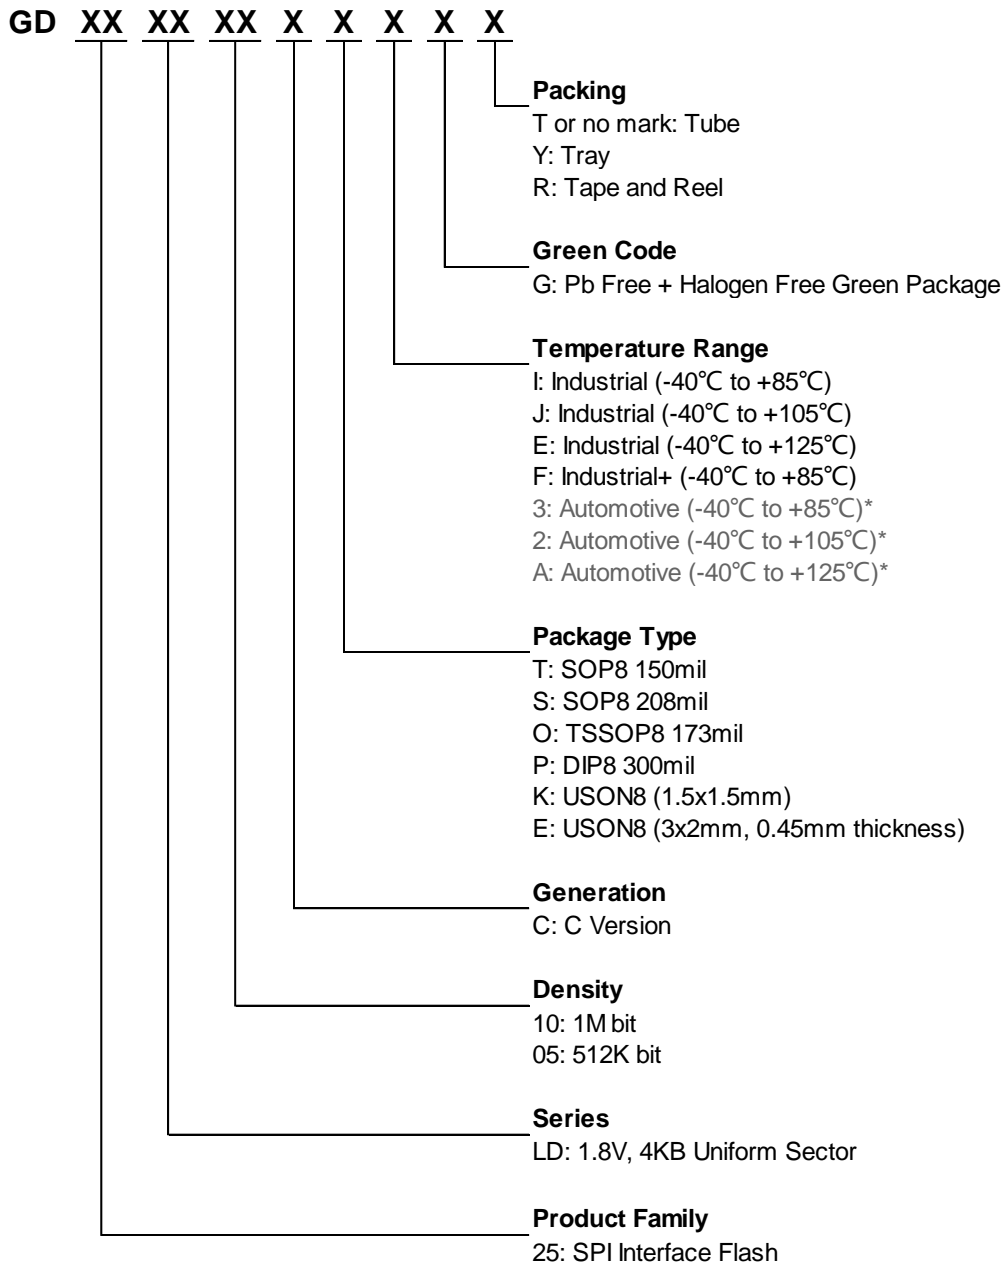 GD XX XX XX X X X X X
Packing
T or no mark: Tube
Y: Tray
R: Tape and Reel
Green Code
G: Pb Free + Halogen Free Green Package
Temperature Range
I: Industrial (-40℃ to +85℃)
J: Industrial (-40℃ to +105℃)
E: Industrial (-40℃ to +125℃)
F: Industrial+ (-40℃ to +85℃)
3: Automotive (-40℃ to +85℃)*
2: Automotive (-40℃ to +105℃)*
A: Automotive (-40℃ to +125℃)*
Package Type
T: SOP8 150mil
S: SOP8 208mil
O: TSSOP8 173mil
P: DIP8 300mil
K: USON8 (1.5x1.5mm)
E: USON8 (3x2mm, 0.45mm thickness)
Generation
C: C Version
Density
10: 1M bit
05: 512K bit
Series
LD: 1.8V, 4KB Uniform Sector
Product Family
25: SPI Interface Flash